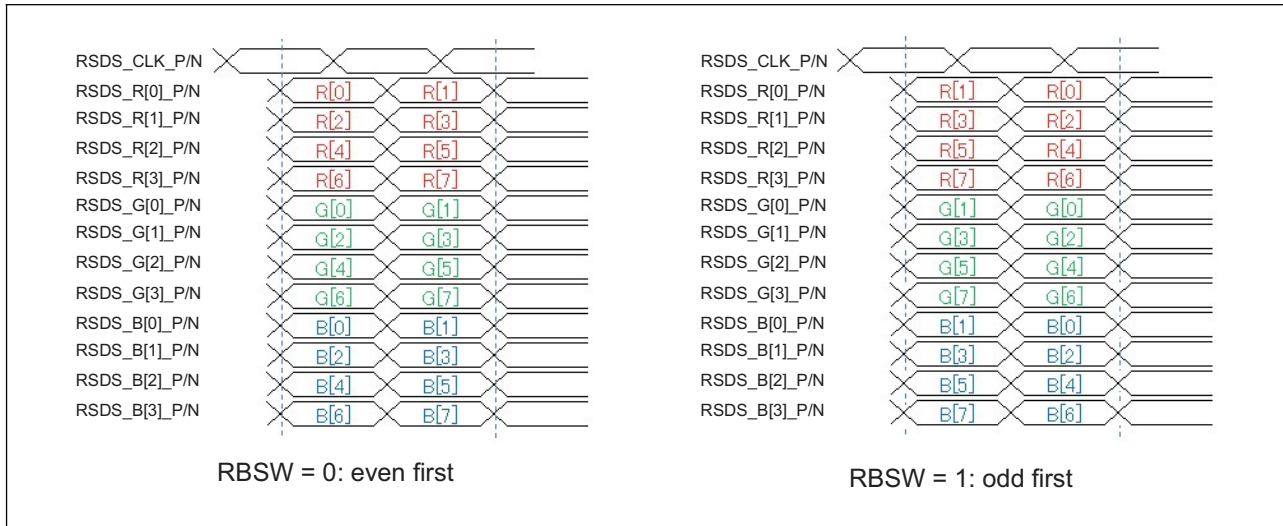 RSDS_CLK_P/N
RSDS_R[0]_P/N R[0] R[1]
RSDS_R[1]_P/N R[2] R[3]
RSDS_R[2]_P/N R[4] R[5]
RSDS_R[3]_P/N R[6] R[7]
RSDS_G[0]_P/N G[0] G[1]
RSDS_G[1]_P/N G[2] G[3]
RSDS_G[2]_P/N G[4] G[5]
RSDS_G[3]_P/N G[6] G[7]
RSDS_B[0]_P/N B[0] B[1]
RSDS_B[1]_P/N B[2] B[3]
RSDS_B[2]_P/N B[4] B[5]
RSDS_B[3]_P/N B[6] B[7]
RBSW = 0: even first
RSDS_CLK_P/N
RSDS_R[0]_P/N R[1] R[0]
RSDS_R[1]_P/N R[3] R[2]
RSDS_R[2]_P/N R[5] R[4]
RSDS_R[3]_P/N R[7] R[6]
RSDS_G[0]_P/N G[1] G[0]
RSDS_G[1]_P/N G[3] G[2]
RSDS_G[2]_P/N G[5] G[4]
RSDS_G[3]_P/N G[7] G[6]
RSDS_B[0]_P/N B[1] B[0]
RSDS_B[1]_P/N B[3] B[2]
RSDS_B[2]_P/N B[5] B[4]
RSDS_B[3]_P/N B[7] B[6]
RBSW = 1: odd first